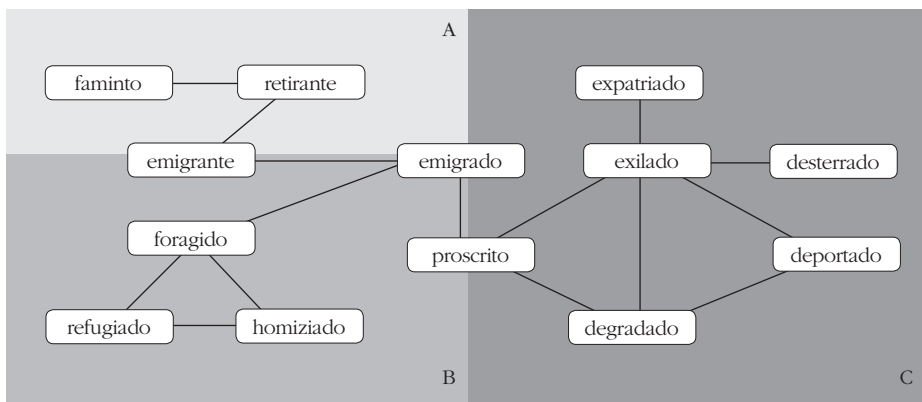 A
faminto
retirante
expatriado
emigrante
emigrado
exilado
desterrado
foragido
proscrito
deportado
refugiado
homiziado
degradado
B
C